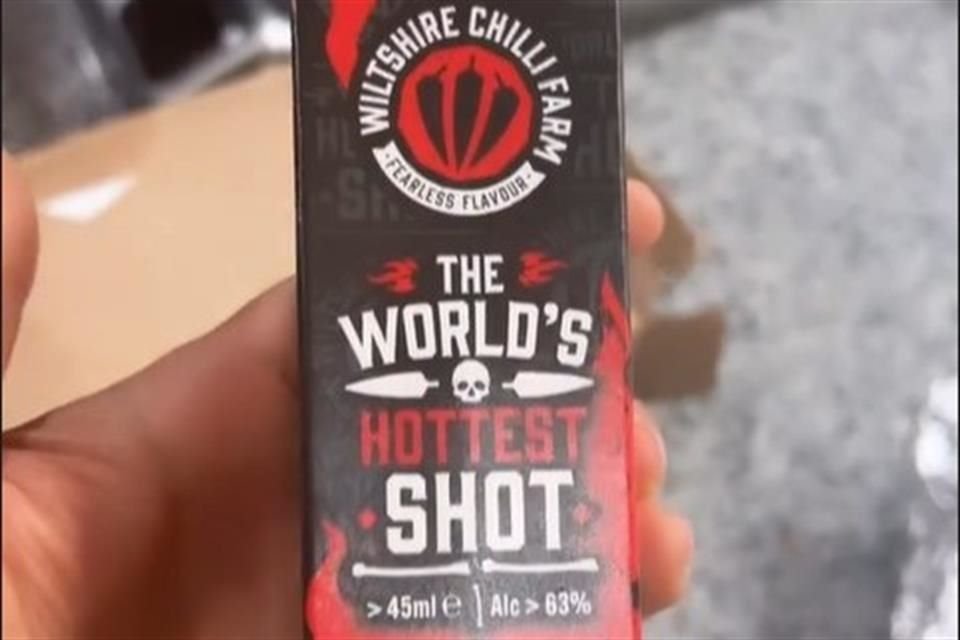 WILTSHIRE CHILLI FARM
·FEARLESS FLAVOUR·
THE
WORLD'S
HOTTEST
SHOT
>45ml ℮ | Alc > 63%